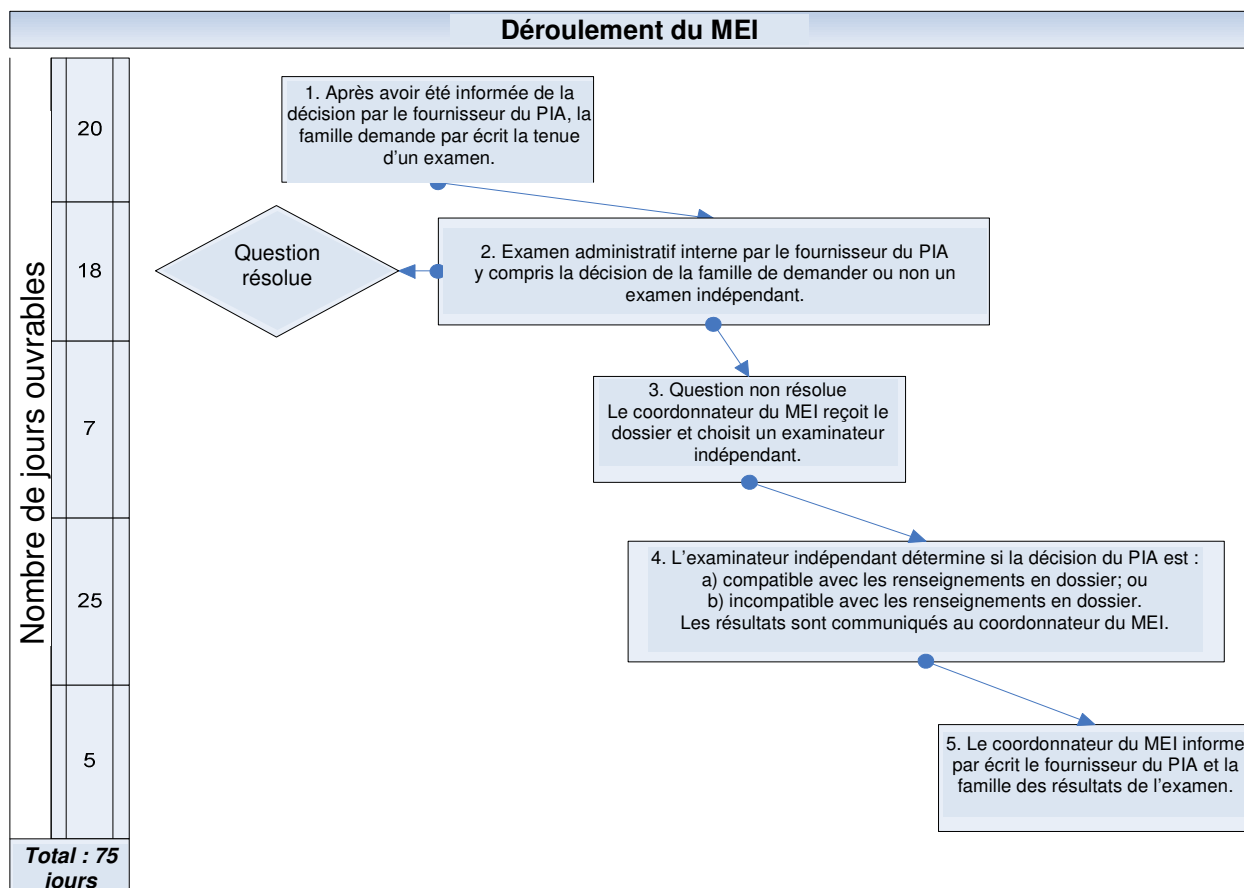 Déroulement du MEI
Nombre de jours ouvrables
20
1. Après avoir été informée de la
décision par le fournisseur du PIA, la
famille demande par écrit la tenue
d’un examen.
18
Question
résolue
2. Examen administratif interne par le fournisseur du PIA
y compris la décision de la famille de demander ou non un
examen indépendant.
7
3. Question non résolue
Le coordonnateur du MEI reçoit le
dossier et choisit un examinateur
indépendant.
25
4. L’examinateur indépendant détermine si la décision du PIA est :
a) compatible avec les renseignements en dossier; ou
b) incompatible avec les renseignements en dossier.
Les résultats sont communiqués au coordonnateur du MEI.
5
5. Le coordonnateur du MEI informe
par écrit le fournisseur du PIA et la
famille des résultats de l’examen.
Total : 75
jours